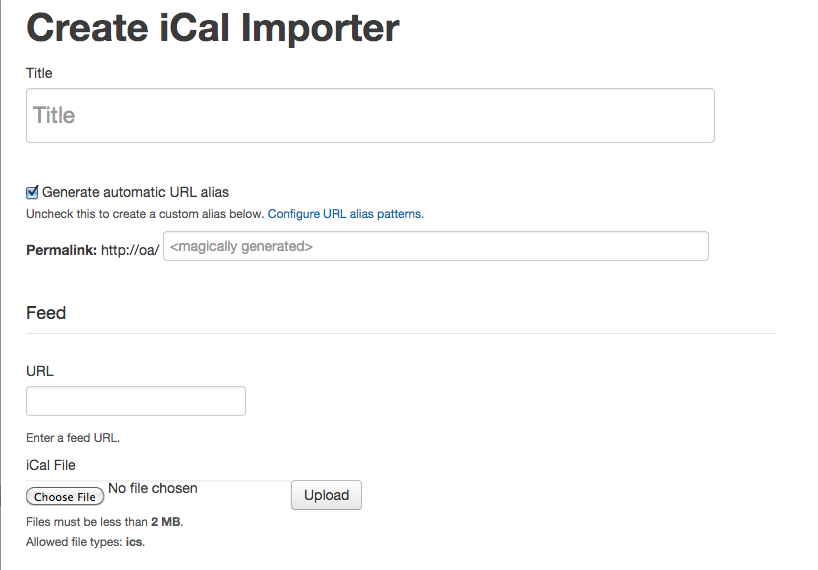 Create iCal Importer
Title
Title
Generate automatic URL alias
Uncheck this to create a custom alias below. Configure URL alias patterns.
Permalink: http://oa/ <magically generated>
Feed
URL
Enter a feed URL.
iCal File
Choose File No file chosen Upload
Files must be less than 2 MB.
Allowed file types: ics.